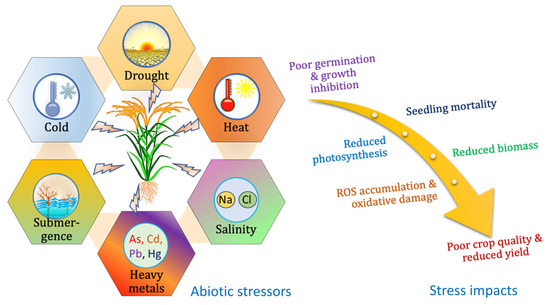 Drought
Cold
Heat
Submer-
gence
Na
Cl
Salinity
As, Cd,
Pb, Hg
Heavy
metals
Abiotic stressors
Poor germination
& growth
inhibition
Seedling mortality
Reduced
photosynthesis
Reduced biomass
ROS accumulation &
oxidative damage
Poor crop quality &
reduced yield
Stress impacts